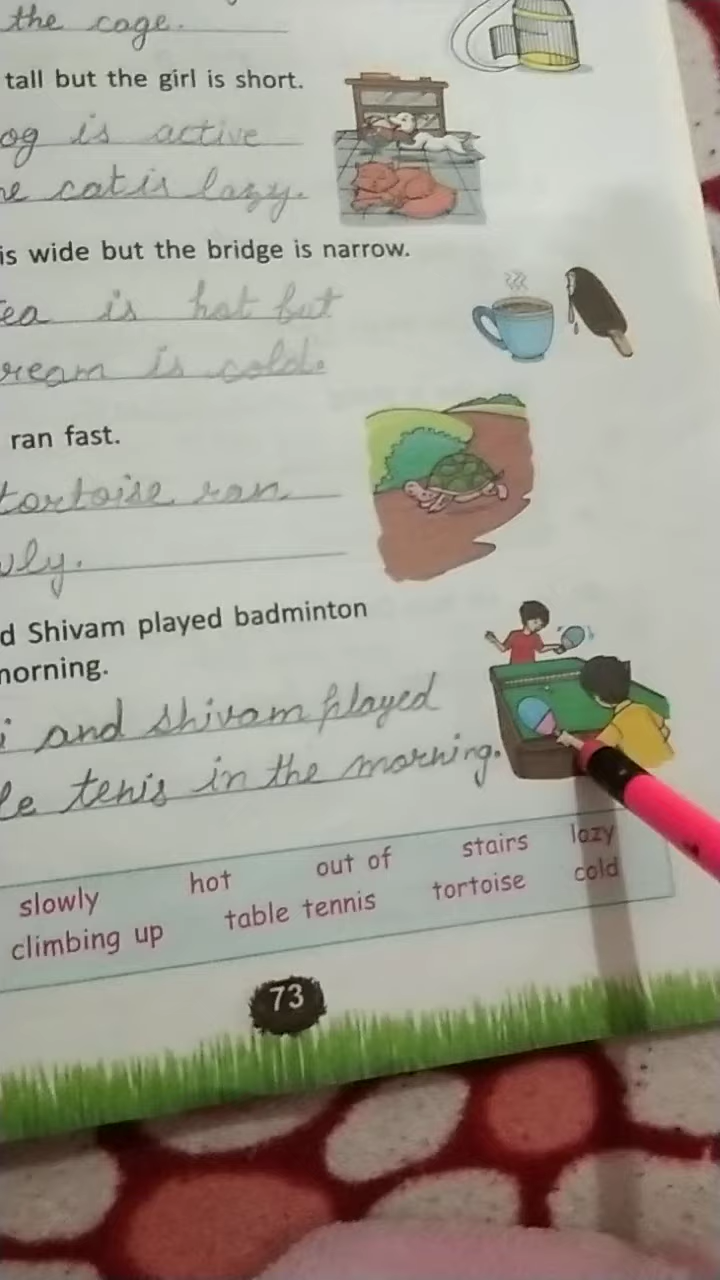 the cage.
tall but the girl is short.
og is active
e cat is lazy.
is wide but the bridge is narrow.
ea is hot but
ream is cold.
ran fast.
tortoise ran
wly.
d Shivam played badminton
morning.
i and Shivam played
le tenis in the morning.
slowly hot out of stairs lazy
climbing up table tennis tortoise cold
73